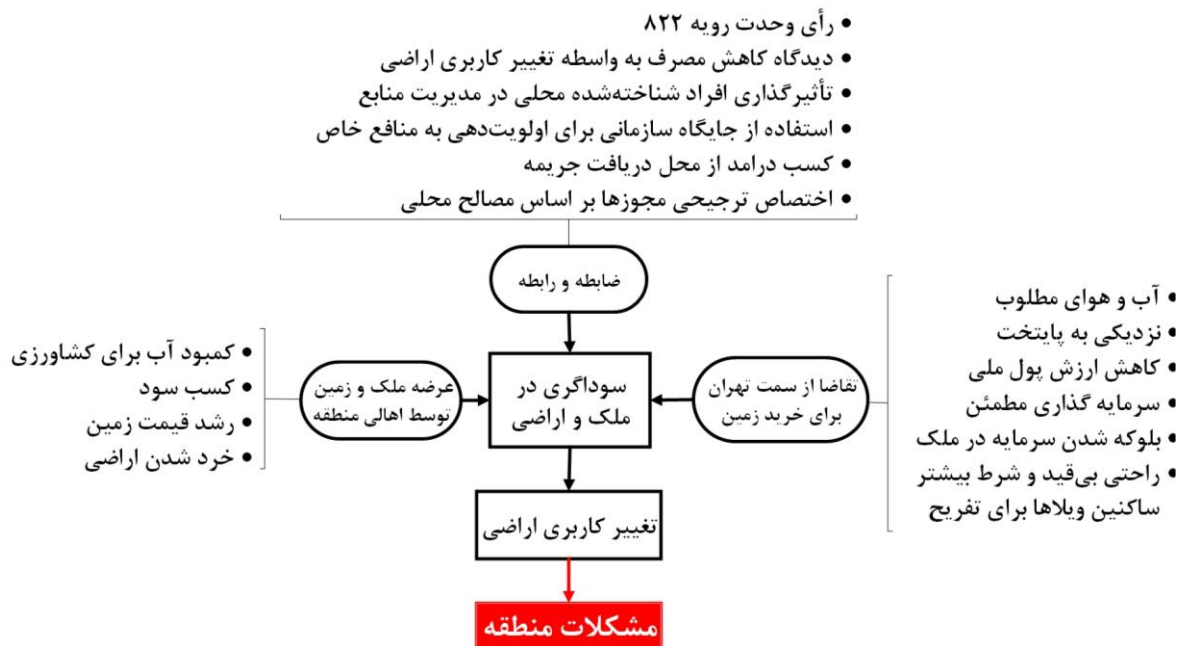 • رأی وحدت رویه ۸۲۲
• دیدگاه کاهش مصرف به واسطه تغییر کاربری اراضی
• تأثیرگذاری افراد شناخته‌شده محلی در مدیریت منابع
• استفاده از جایگاه سازمانی برای اولویت‌دهی به منافع خاص
• کسب درامد از محل دریافت جریمه
• اختصاص ترجیحی مجوزها بر اساس مصالح محلی
ضابطه و رابطه
• آب و هوای مطلوب
• نزدیکی به پایتخت
• کاهش ارزش پول ملی
• سرمایه گذاری مطمئن
• بلوکه شدن سرمایه در ملک
• راحتی بی‌قید و شرط بیشتر
ساکنین ویلاها برای تفریح
تقاضا از سمت تهران
برای خرید زمین
سوداگری در
ملک و اراضی
عرضه ملک و زمین
توسط اهالی منطقه
• کمبود آب برای کشاورزی
• کسب سود
• رشد قیمت زمین
• خرد شدن اراضی
تغییر کاربری اراضی
مشکلات منطقه